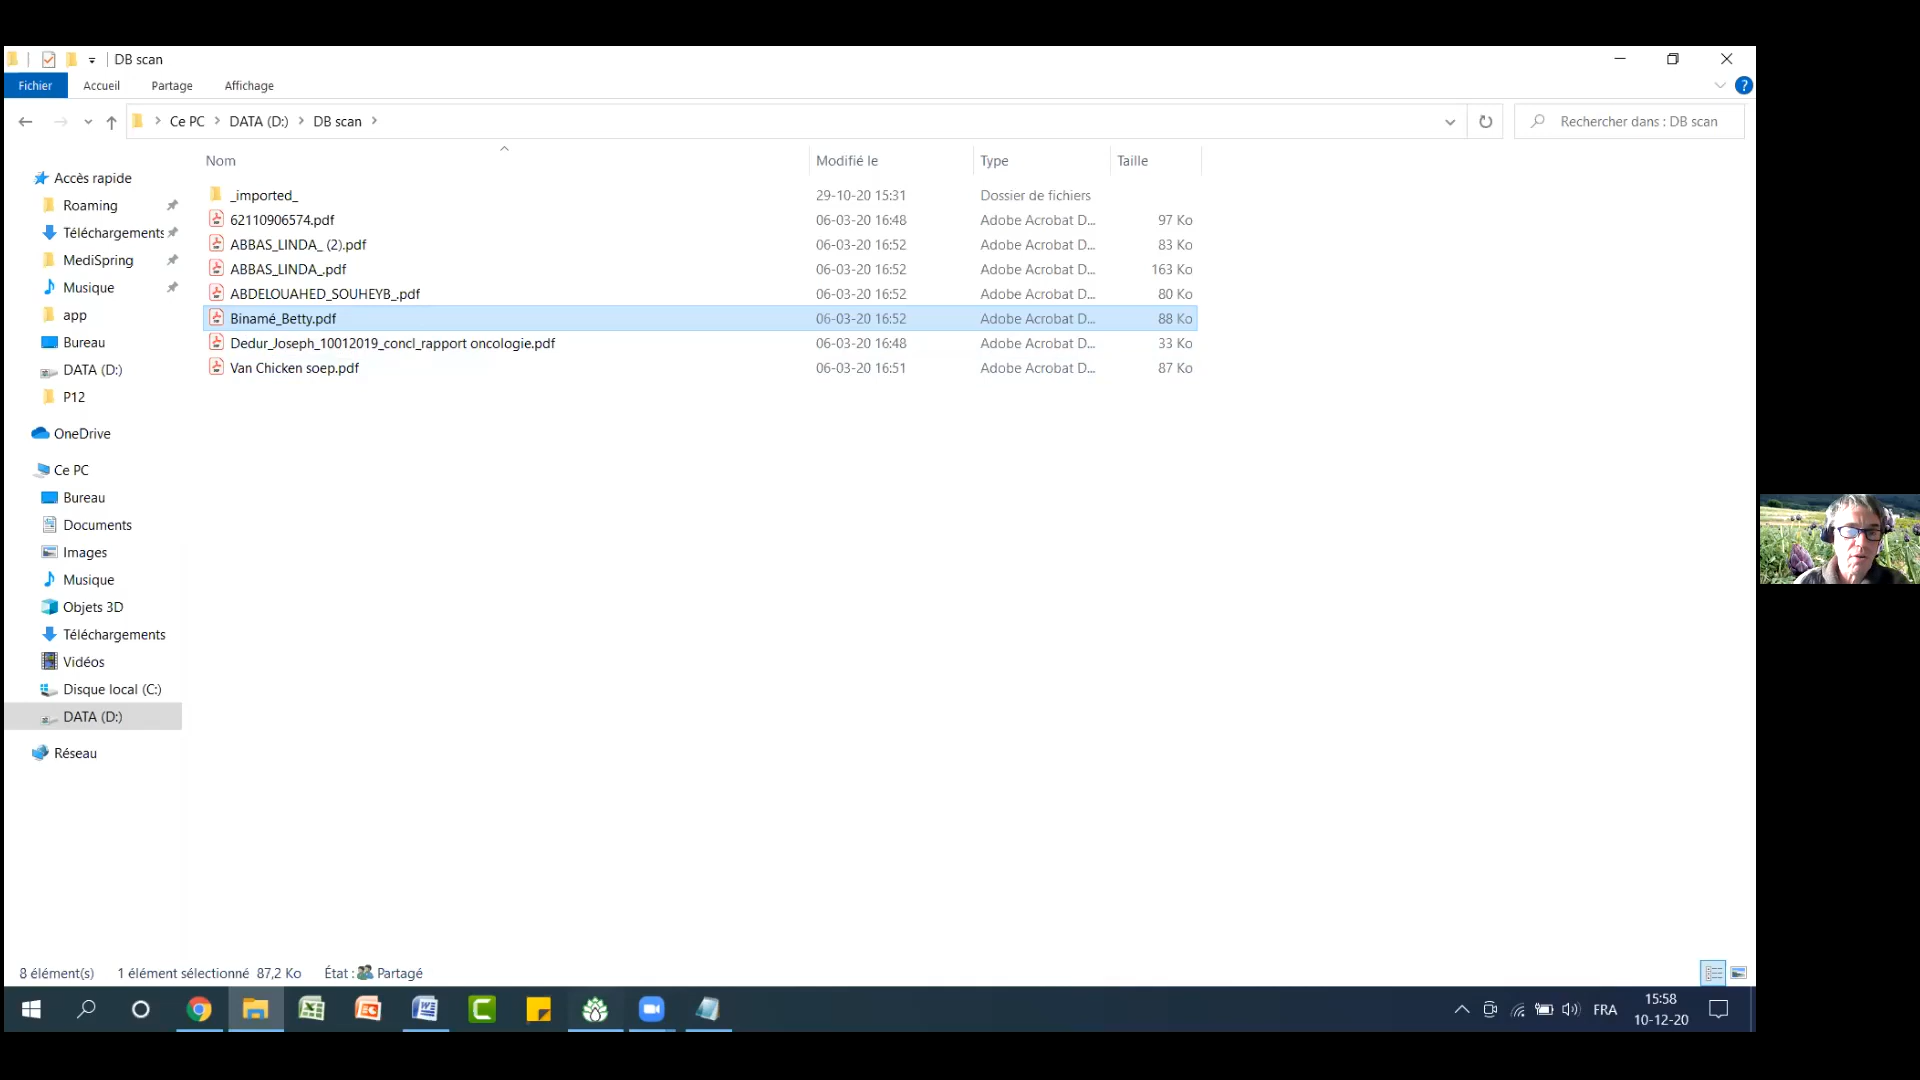 DB scan
Fichier Accueil Partage Affichage
Ce PC DATA (D:) DB scan Rechercher dans : DB scan
Nom Modifié le Type Taille
_imported_ 29-10-20 15:31 Dossier de fichiers
62110906574.pdf 06-03-20 16:48 Adobe Acrobat D... 97 Ko
ABBAS_LINDA_ (2).pdf 06-03-20 16:52 Adobe Acrobat D... 83 Ko
ABBAS_LINDA_.pdf 06-03-20 16:52 Adobe Acrobat D... 163 Ko
ABDELOUAHED_SOUHEYB_.pdf 06-03-20 16:52 Adobe Acrobat D... 80 Ko
Binamé_Betty.pdf 06-03-20 16:52 Adobe Acrobat D... 88 Ko
Dedur_Joseph_10012019_concl_rapport oncologie.pdf 06-03-20 16:48 Adobe Acrobat D... 33 Ko
Van Chicken soep.pdf 06-03-20 16:51 Adobe Acrobat D... 87 Ko
Accès rapide
Roaming
Téléchargements
MediSpring
Musique
app
Bureau
DATA (D:)
P12
OneDrive
Ce PC
Bureau
Documents
Images
Musique
Objets 3D
Téléchargements
Vidéos
Disque local (C:)
DATA (D:)
Réseau
8 élément(s) 1 élément sélectionné 87,2 Ko État : Partagé
FRA
15:58
10-12-20